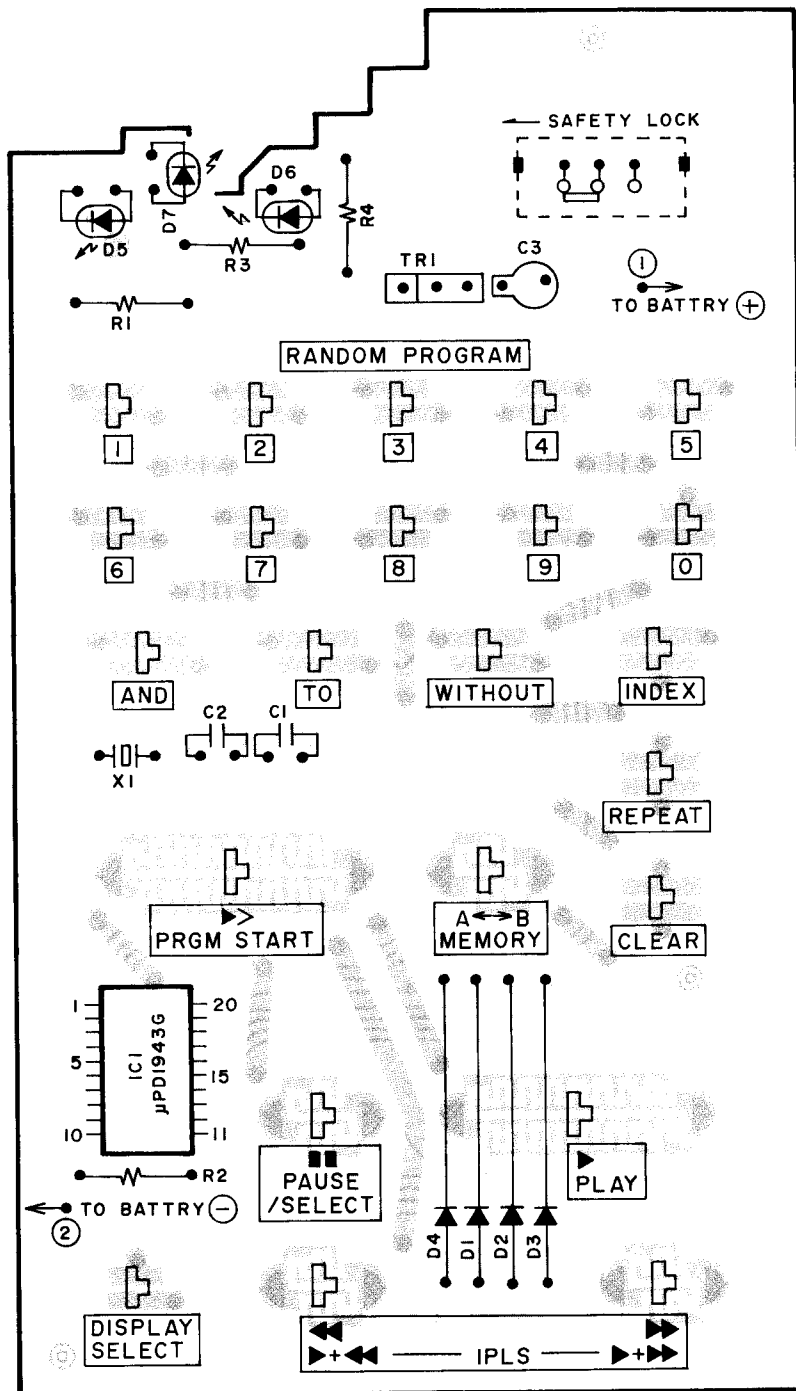 SAFETY LOCK
D6
D7
D5
R4
R3
TR1
C3
1
TO BATTRY +
R1
RANDOM PROGRAM
1 2 3 4 5
6 7 8 9 0
AND TO WITHOUT INDEX
C2 C1
X1
REPEAT
PRGM START
A↔B
MEMORY
CLEAR
1 20
5 15
10 11
IC1
μPD1943G
R2
TO BATTRY −
2
PAUSE
/SELECT
PLAY
D4 D1 D2 D3
DISPLAY
SELECT
+ IPLS +